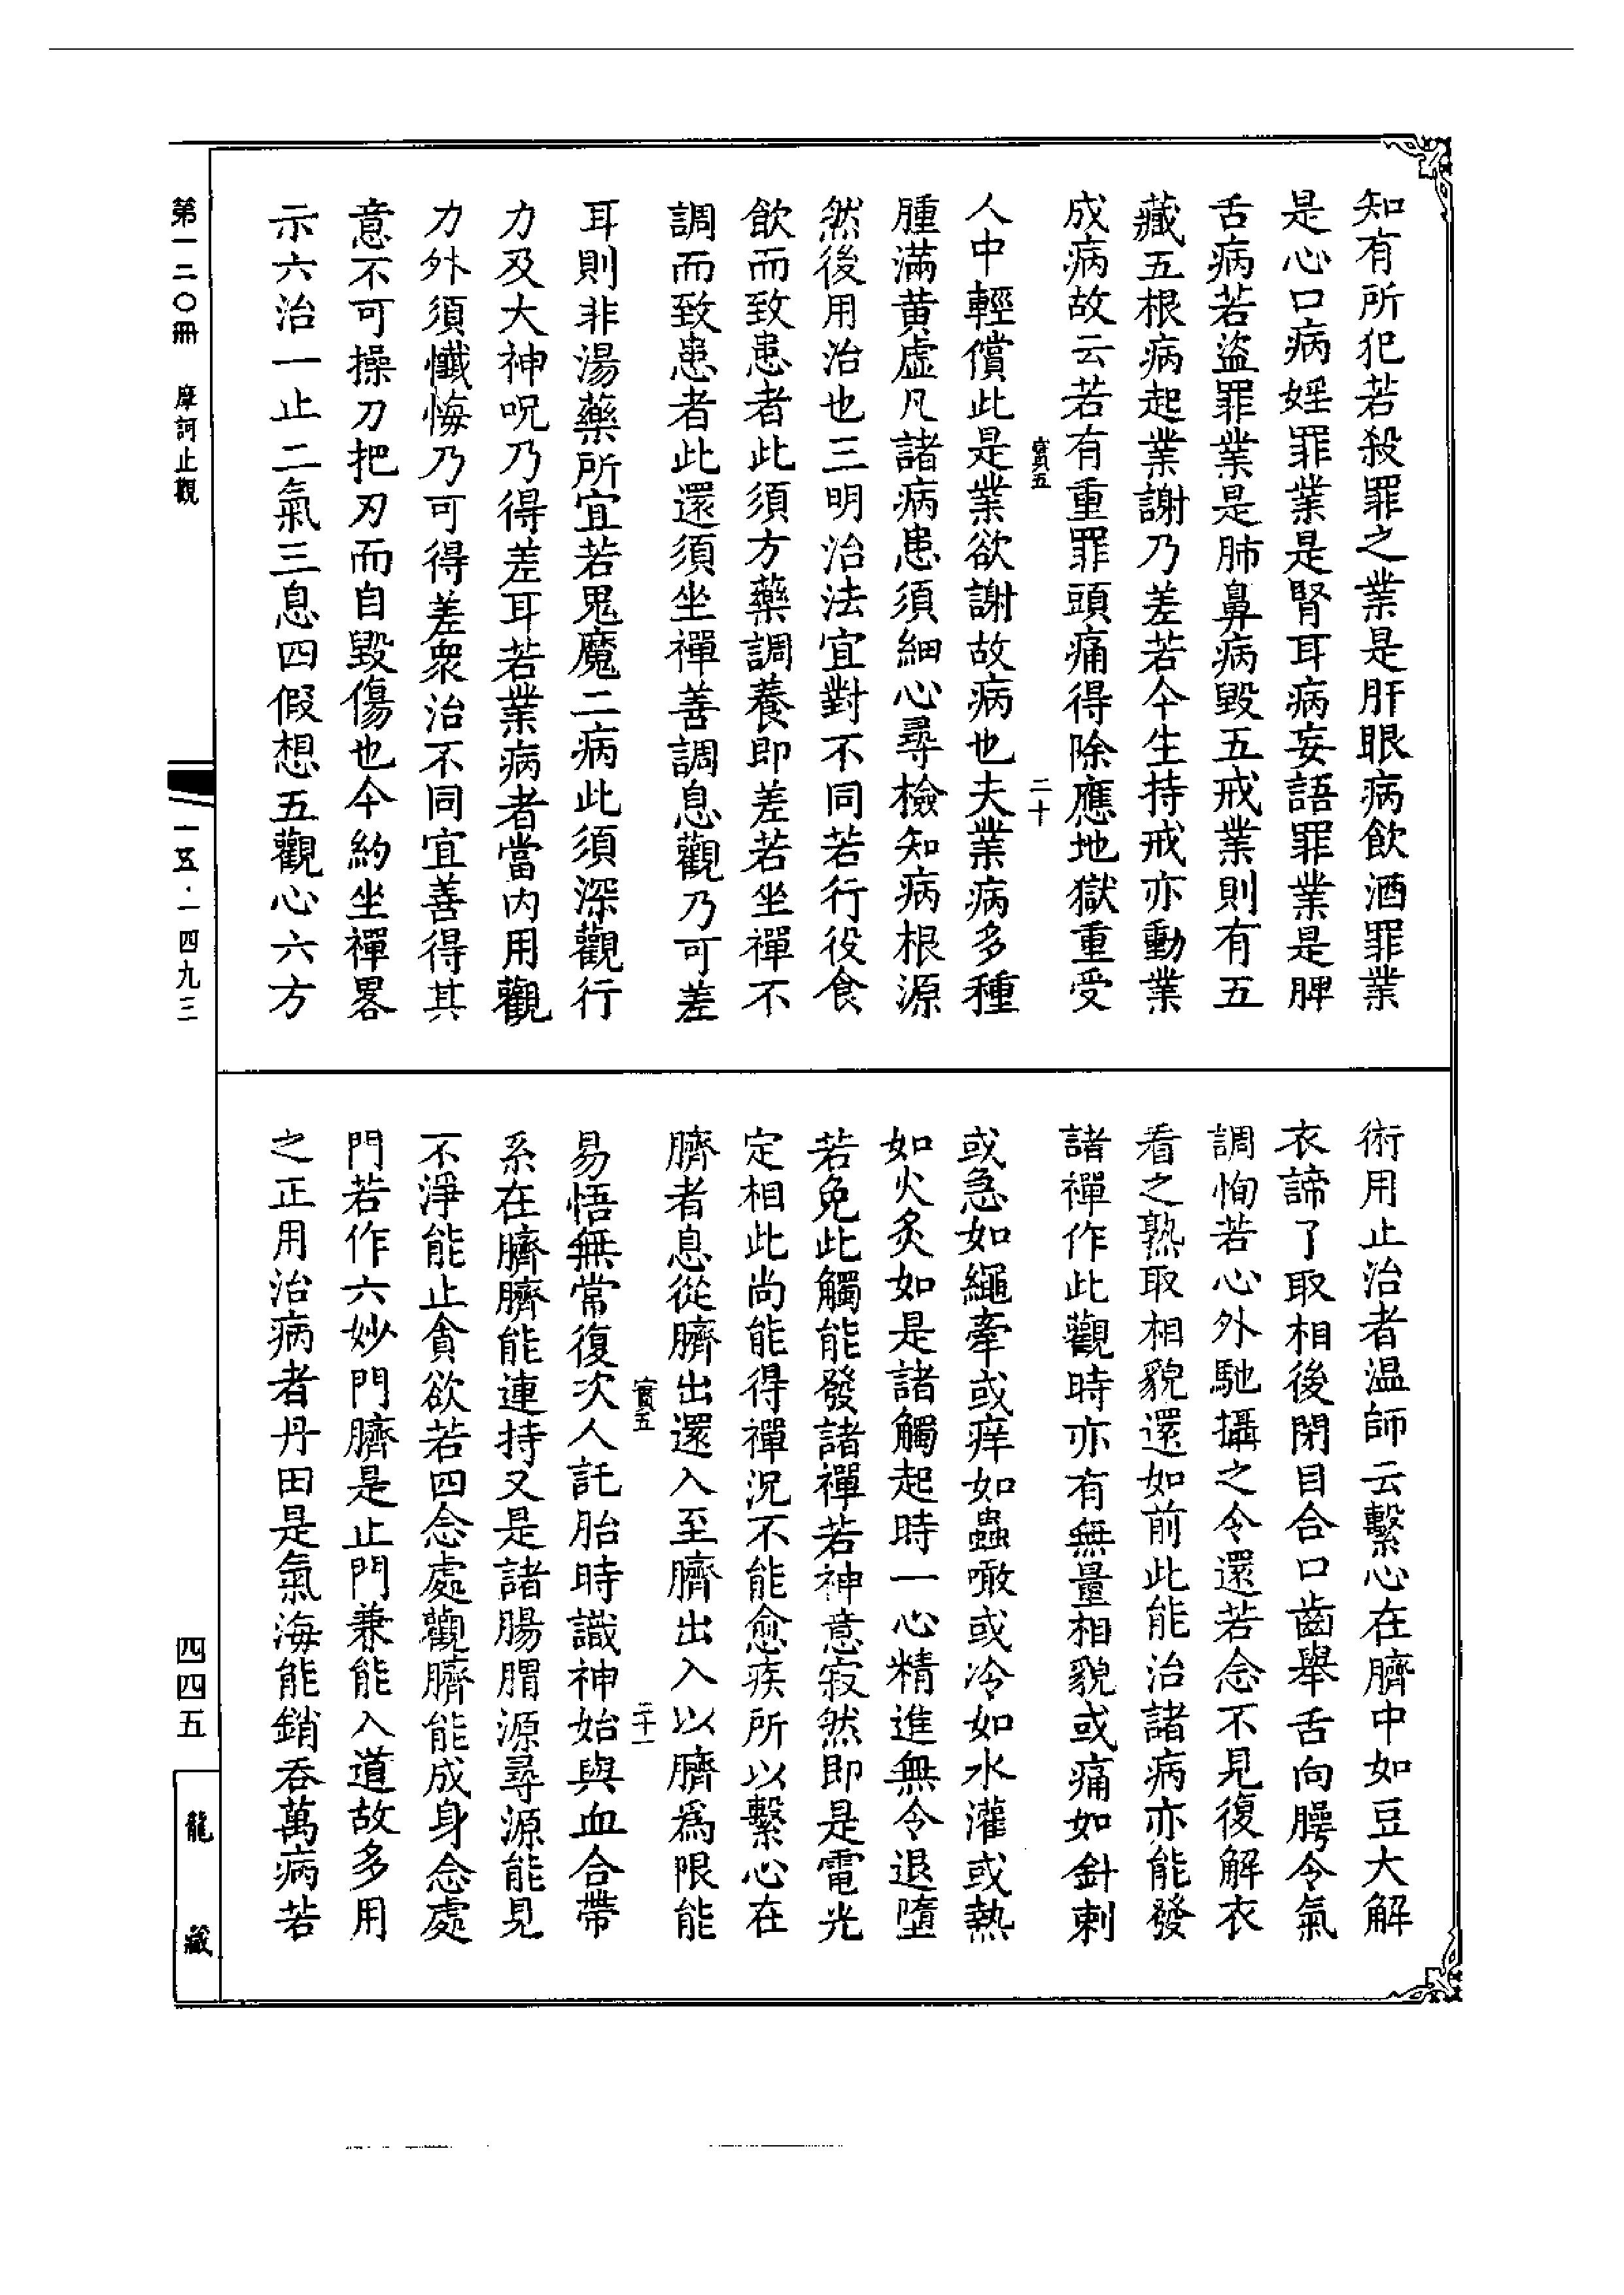 知有所犯若殺罪之業是肝眼病飲酒罪業
是心口病婬罪業是腎耳病妄語罪業是脾
舌病若盜罪業是肺鼻病毀五戒業則有五
藏五根病起業謝乃差若今生持戒亦動業
成病故云若有重罪頭痛得除應地獄重受
實五 二十
人中輕償此是業欲謝故病也夫業病多種
腫滿黄虛凡諸病患須細心尋檢知病根源
然後用治也三明治法宜對不同若行役食
飲而致患者此須方藥調養即差若坐禪不
調而致患者此還須坐禪善調息觀乃可差
耳則非湯藥所宜若鬼魔二病此須深觀行
力及大神呪乃得差耳若業病者當內用觀
力外須懺悔乃可得差衆治不同宜善得其
意不可操刀把刃而自毀傷也今約坐禪畧
示六治一止二氣三息四假想五觀心六方
術用止治者温師云繫心在臍中如豆大解
衣諦了取相後閉目合口齒舉舌向腭令氣
調恂若心外馳攝之令還若念不見復解衣
看之熟取相貌還如前此能治諸病亦能發
諸禪作此觀時亦有無量相貌或痛如針刺
或急如繩牽或痒如蟲噉或冷如水灌或熱
如火炙如是諸觸起時一心精進無令退墮
若免此觸能發諸禪若神意寂然即是電光
定相此尚能得禪況不能愈疾所以繫心在
臍者息從臍出還入至臍出入以臍爲限能
實五 二十一
易悟無常復次人託胎時識神始與血合帶
系在臍臍能連持又是諸腸胃源尋源能見
不淨能止貪欲若四念處觀臍能成身念處
門若作六妙門臍是止門兼能入道故多用
之正用治病者丹田是氣海能銷吞萬病若
第一二〇冊 摩訶止觀
一五·一四九三
四四五
龍藏